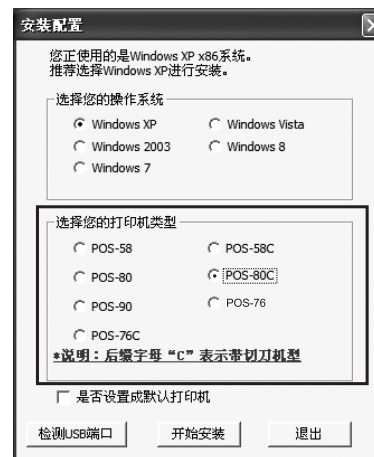 安装配置
您正使用的是Windows XP x86系统。
推荐选择Windows XP进行安装。
选择您的操作系统
Windows XP Windows Vista
Windows 2003 Windows 8
Windows 7
选择您的打印机类型
POS-58 POS-58C
POS-80 POS-80C
POS-90 POS-76
POS-76C
*说明：后缀字母“C”表示带切刀机型
是否设置成默认打印机
检测USB端口 开始安装 退出